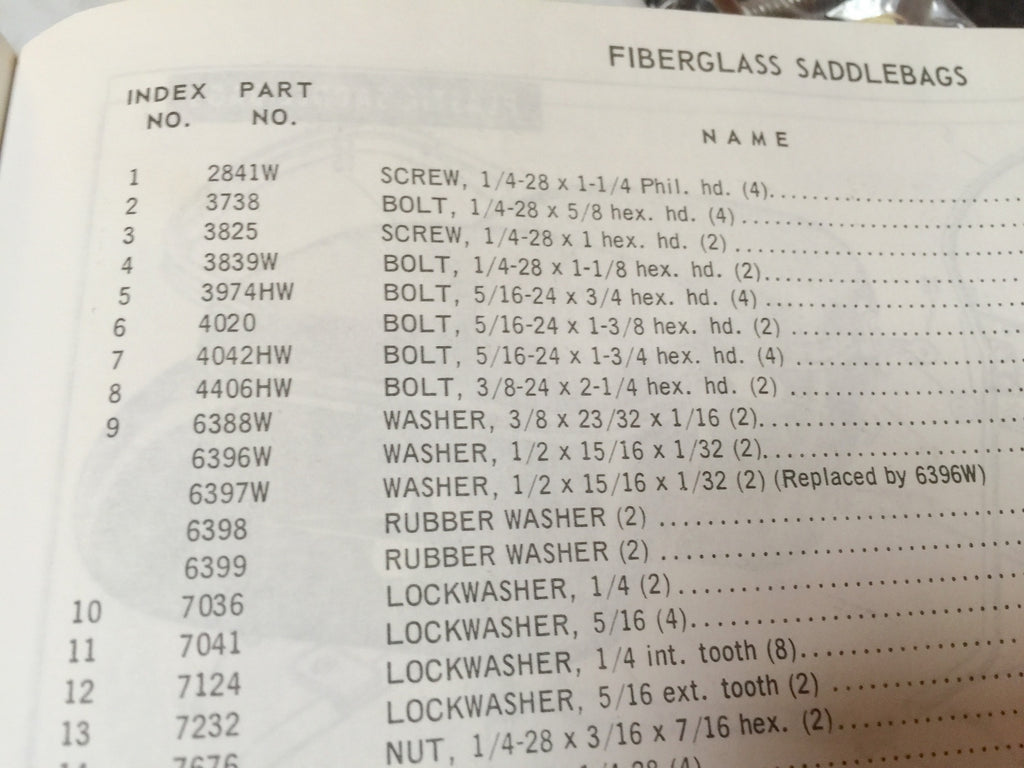 FIBERGLASS SADDLEBAGS
INDEX PART
NO. NO.
NAME
1 2841W SCREW, 1/4-28 x 1-1/4 Phil. hd. (4)
2 3738 BOLT, 1/4-28 x 5/8 hex. hd. (4)
3 3825 SCREW, 1/4-28 x 1 hex. hd. (2)
4 3839W BOLT, 1/4-28 x 1-1/8 hex. hd. (2)
5 3974HW BOLT, 5/16-24 x 3/4 hex. hd. (4)
6 4020 BOLT, 5/16-24 x 1-3/8 hex. hd. (2)
7 4042HW BOLT, 5/16-24 x 1-3/4 hex. hd. (4)
8 4406HW BOLT, 3/8-24 x 2-1/4 hex. hd. (2)
9 6388W WASHER, 3/8 x 23/32 x 1/16 (2)
6396W WASHER, 1/2 x 15/16 x 1/32 (2)
6397W WASHER, 1/2 x 15/16 x 1/32 (2) (Replaced by 6396W)
6398 RUBBER WASHER (2)
6399 RUBBER WASHER (2)
10 7036 LOCKWASHER, 1/4 (2)
11 7041 LOCKWASHER, 5/16 (4)
12 7124 LOCKWASHER, 1/4 int. tooth (8)
13 7232 LOCKWASHER, 5/16 ext. tooth (2)
14 7676 NUT, 1/4-28 x 3/16 x 7/16 hex. (2)